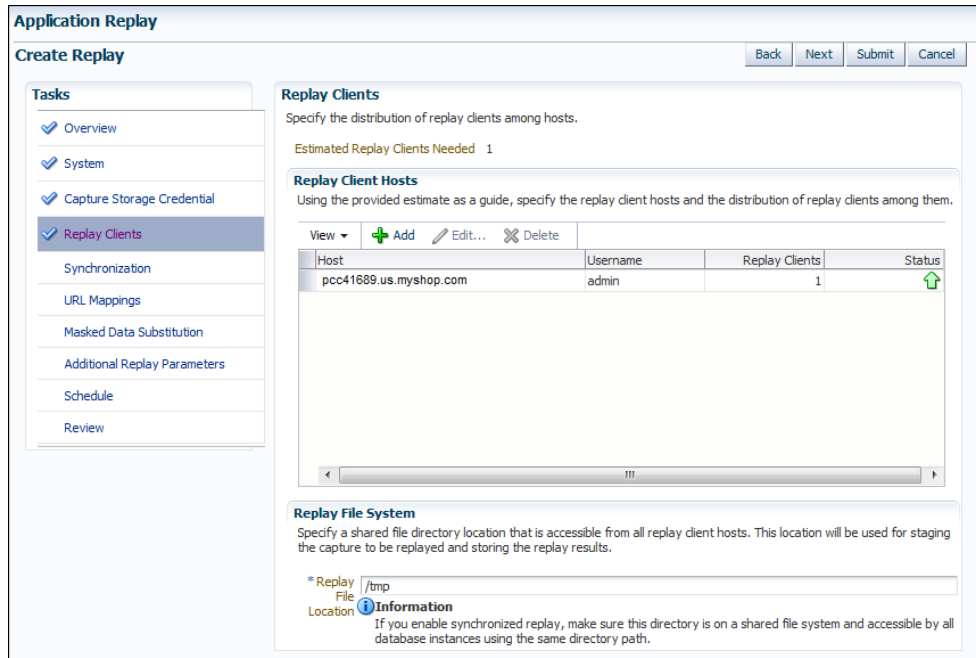 Application Replay
Create Replay
Back Next Submit Cancel
Tasks
Overview
System
Capture Storage Credential
Replay Clients
Synchronization
URL Mappings
Masked Data Substitution
Additional Replay Parameters
Schedule
Review
Replay Clients
Specify the distribution of replay clients among hosts.
Estimated Replay Clients Needed 1
Replay Client Hosts
Using the provided estimate as a guide, specify the replay client hosts and the distribution of replay clients among them.
View Add Edit... Delete
Host Username Replay Clients Status
pcc41689.us.myshop.com admin 1
Replay File System
Specify a shared file directory location that is accessible from all replay client hosts. This location will be used for staging
the capture to be replayed and storing the replay results.
* Replay File Location /tmp
Information
If you enable synchronized replay, make sure this directory is on a shared file system and accessible by all
database instances using the same directory path.